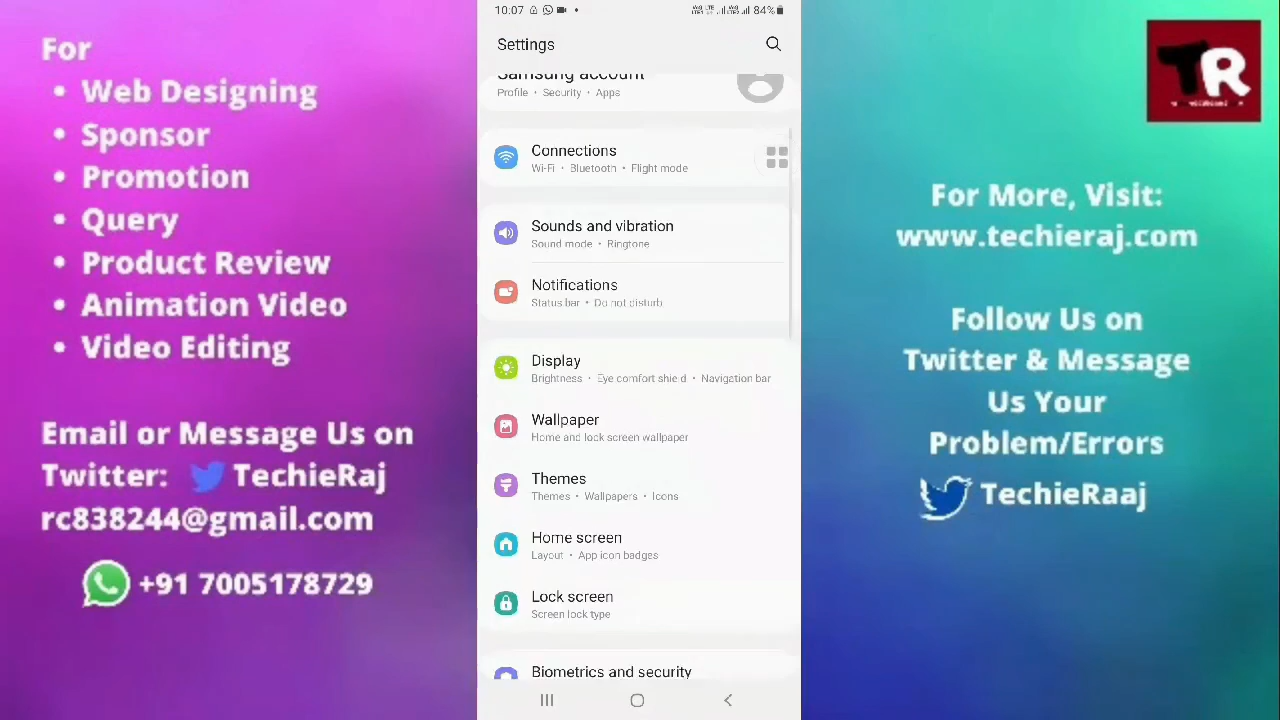 For
• Web Designing
• Sponsor
• Promotion
• Query
• Product Review
• Animation Video
• Video Editing
Email or Message Us on
Twitter: TechieRaj
rc838244@gmail.com
+91 7005178729
10.07
84%
Settings
Samsung account
Profile • Security • Apps
Connections
Wi-Fi • Bluetooth • Flight mode
Sounds and vibration
Sound mode • Ringtone
Notifications
Status bar • Do not disturb
Display
Brightness • Eye comfort shield • Navigation bar
Wallpaper
Home and lock screen wallpaper
Themes
Themes • Wallpapers • Icons
Home screen
Layout • App icon badges
Lock screen
Screen lock type
Biometrics and security
TR
For More, Visit:
www.techieraj.com
Follow Us on
Twitter & Message
Us Your
Problem/Errors
TechieRaaj